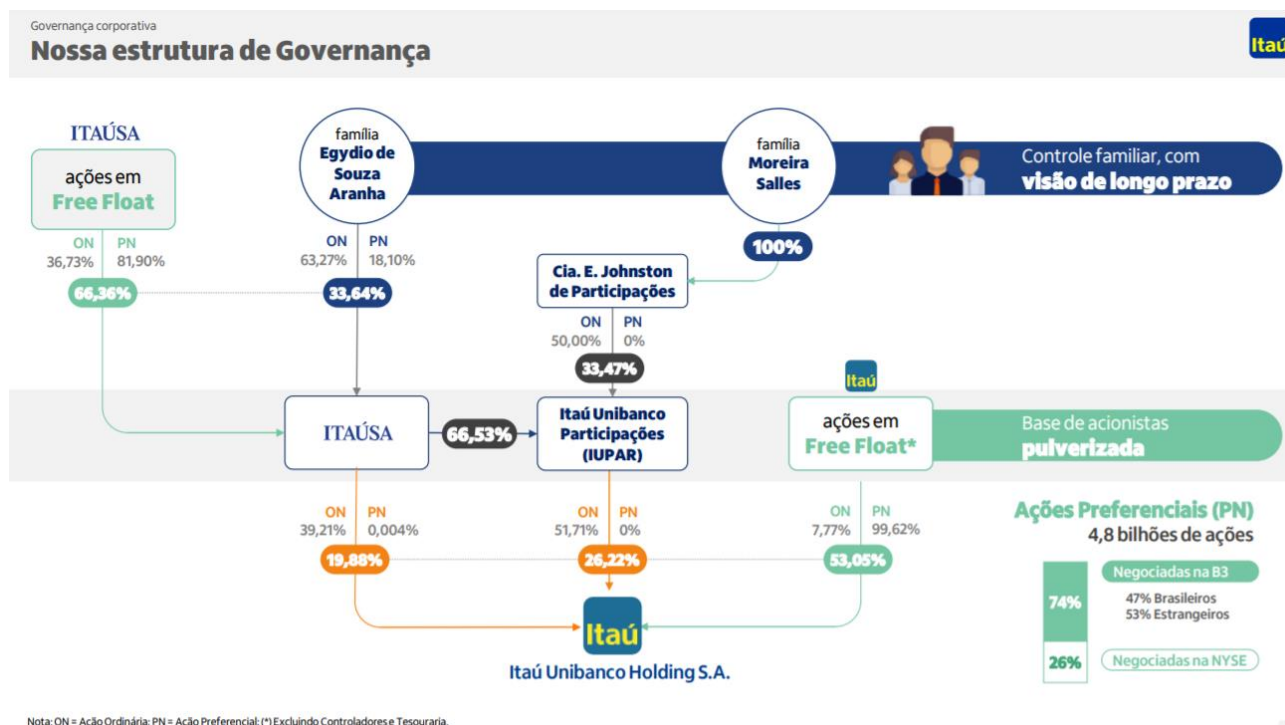 Governança corporativa
Nossa estrutura de Governança
Itaú
ITAÚSA
ações em
Free Float
ON PN
36,73% 81,90%
66,36%
família
Egydio de
Souza
Aranha
ON PN
63,27% 18,10%
33,64%
família
Moreira
Salles
100%
Controle familiar, com
visão de longo prazo
Cia. E. Johnston
de Participações
ON PN
50,00% 0%
33,47%
ITAÚSA
66,53%
Itaú Unibanco
Participações
(IUPAR)
Itaú
ações em
Free Float*
Base de acionistas
pulverizada
ON PN
39,21% 0,004%
19,88%
ON PN
51,71% 0%
26,22%
ON PN
7,77% 99,62%
53,05%
Itaú
Itaú Unibanco Holding S.A.
Ações Preferenciais (PN)
4,8 bilhões de ações
74%
Negociadas na B3
47% Brasileiros
53% Estrangeiros
26%
Negociadas na NYSE
Nota: ON = Ação Ordinária; PN = Ação Preferencial; (*) Excluindo Controladores e Tesouraria.